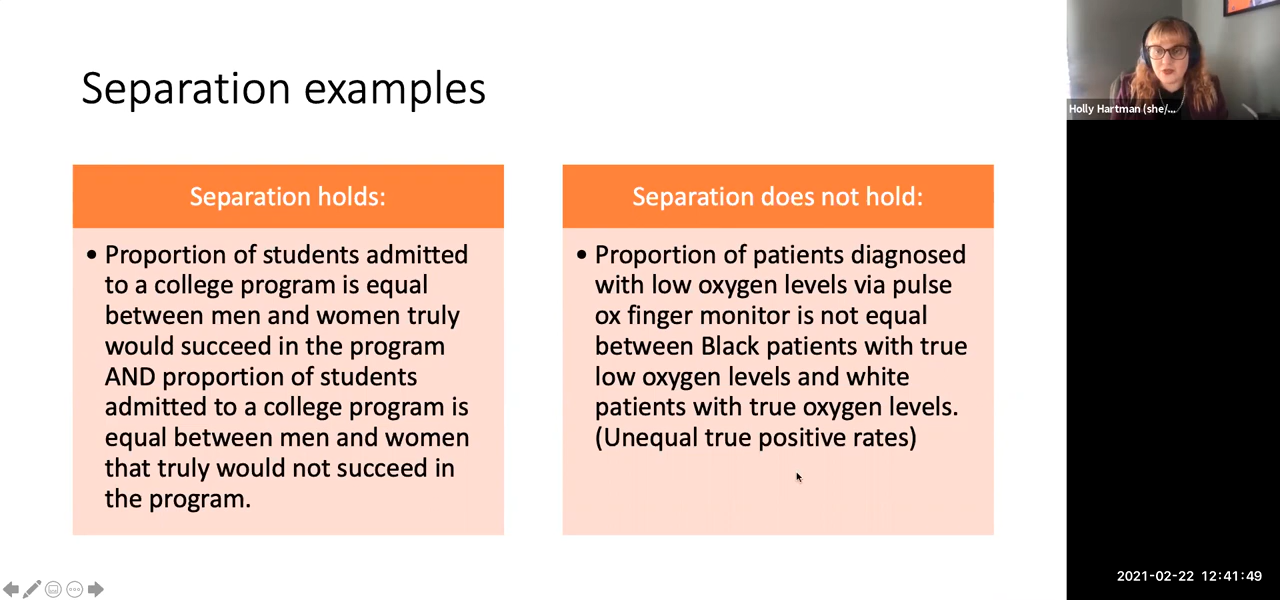 Separation examples
Separation holds:
• Proportion of students admitted
to a college program is equal
between men and women truly
would succeed in the program
AND proportion of students
admitted to a college program is
equal between men and women
that truly would not succeed in
the program.
Separation does not hold:
• Proportion of patients diagnosed
with low oxygen levels via pulse
ox finger monitor is not equal
between Black patients with true
low oxygen levels and white
patients with true oxygen levels.
(Unequal true positive rates)
Holly Hartman (she/...
2021-02-22 12:41:49